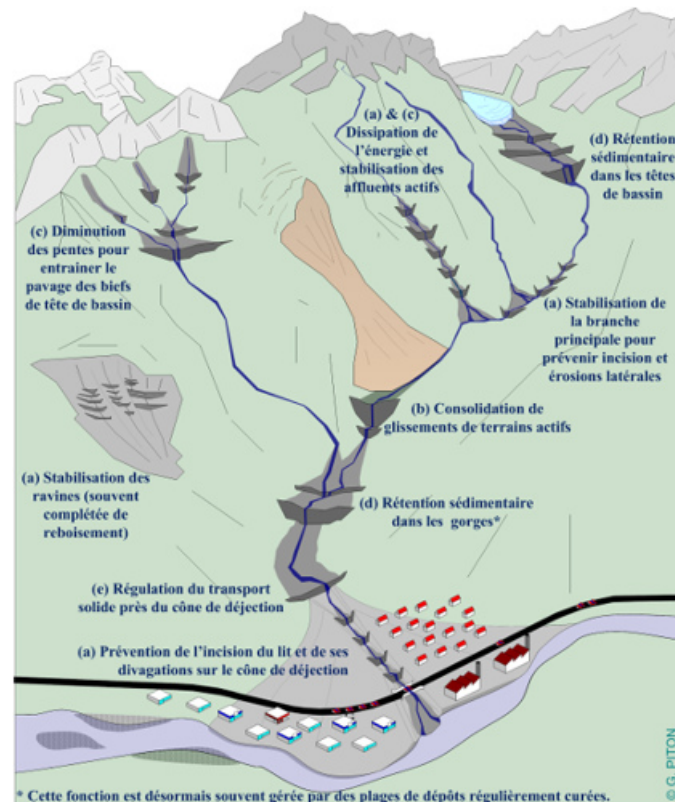 (a) & (c)
Dissipation de
l'énergie et
stabilisation des
affluents actifs
(d) Rétention
sédimentaire
dans les têtes
de bassin
(c) Diminution
des pentes pour
entrainer le
pavage des biefs
de tête de bassin
(a) Stabilisation de
la branche
principale pour
prévenir incision et
érosions latérales
(b) Consolidation de
glissements de terrains actifs
(a) Stabilisation des
ravines (souvent
complétée de
reboisement)
(d) Rétention sédimentaire
dans les gorges*
(e) Régulation du transport
solide près du cône de déjection
(a) Prévention de l'incision du lit et de ses
divagations sur le cône de déjection
* Cette fonction est désormais souvent gérée par des plages de dépôts régulièrement curées.
© G. PITON